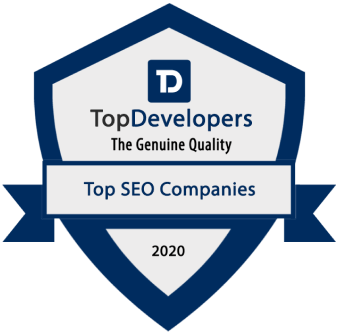 TD
TopDevelopers
The Genuine Quality
Top SEO Companies
2020